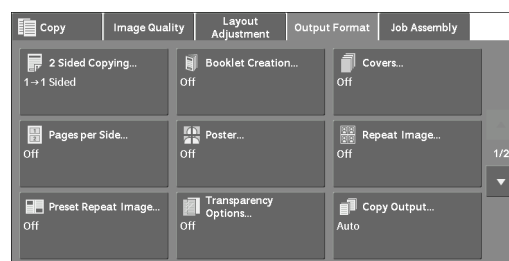 Copy
Image Quality
Layout
Adjustment
Output Format
Job Assembly
2 Sided Copying...
1→1 Sided
Booklet Creation...
Off
Covers...
Off
Pages per Side...
Off
Poster...
Off
Repeat Image...
Off
1/2
Preset Repeat Image...
Off
Transparency
Options...
Off
Copy Output...
Auto